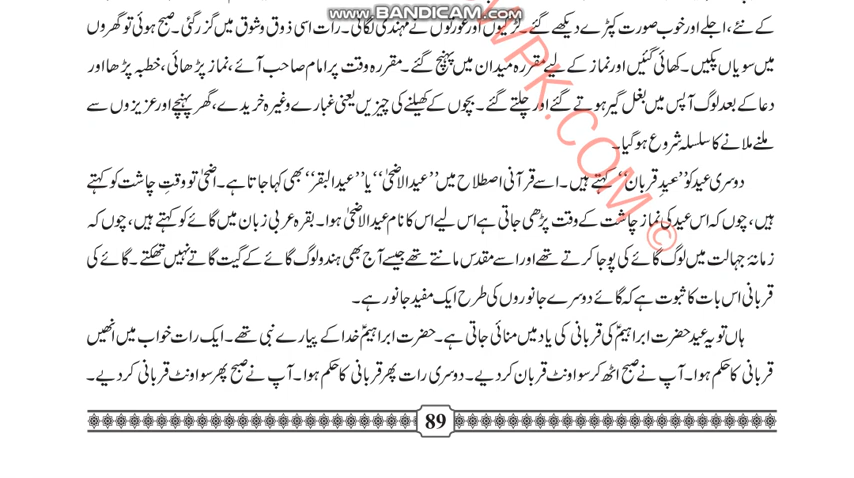 www.BANDICAM.com
کے نئے، اجلے اور خوب صورت کپڑے دیکھے گئے۔ لڑکیوں اور عورتوں نے مہندی لگائی۔ رات اسی ذوق و شوق میں گزر گئی۔ صبح ہوئی تو گھروں
میں سویاں پکیں۔ کھائی گئیں اور نماز کے لیے مقررہ میدان میں پہنچ گئے۔ مقررہ وقت پر امام صاحب آئے، نماز پڑھائی، خطبہ پڑھا اور
دعا کے بعد لوگ آپس میں بغل گیر ہوتے گئے اور چلتے گئے۔ بچوں کے کھیلنے کی چیزیں یعنی غبارے وغیرہ خریدے، گھر پہنچے اور عزیزوں سے
ملنے ملانے کا سلسلہ شروع ہوگیا۔
دوسری عید کو ’’عیدِ قربان‘‘ کہتے ہیں۔ اسے قرآنی اصطلاح میں ’’عیدالاضحیٰ‘‘ یا ’’عیدالبقر‘‘ بھی کہا جاتا ہے۔ ضحیٰ تو وقتِ چاشت کو کہتے
ہیں، چوں کہ اس عید کی نماز چاشت کے وقت پڑھی جاتی ہے اس لیے اس کا نام عیدالاضحیٰ ہوا۔ بقرہ عربی زبان میں گائے کو کہتے ہیں، چوں کہ
زمانۂ جہالت میں لوگ گائے کی پوجا کرتے تھے اور اسے مقدس مانتے تھے جیسے آج بھی ہندو لوگ گائے کے گیت گاتے نہیں تھکتے۔ گائے کی
قربانی اس بات کا ثبوت ہے کہ گائے دوسرے جانوروں کی طرح ایک مفید جانور ہے۔
ہاں تو یہ عید حضرت ابراہیمؑ کی قربانی کی یاد میں منائی جاتی ہے۔ حضرت ابراہیمؑ خدا کے پیارے نبی تھے۔ ایک رات خواب میں انھیں
قربانی کا حکم ہوا۔ آپ نے صبح اٹھ کر سو اونٹ قربان کر دیے۔ دوسری رات پھر قربانی کا حکم ہوا۔ آپ نے صبح پھر سو اونٹ قربانی کر دیے۔
89
WPK.COM ©